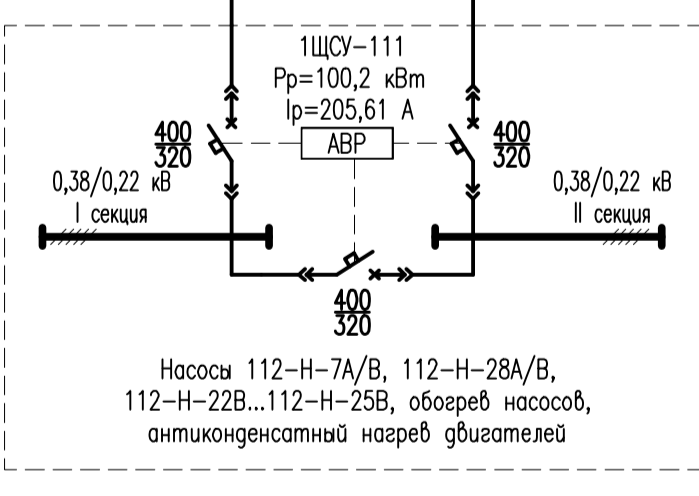 1ЩСУ-111
Рр=100,2 кВт
Iр=205,61 А
АВР
400
320
400
320
0,38/0,22 кВ
I секция
0,38/0,22 кВ
II секция
400
320
Насосы 112-Н-7А/В, 112-Н-28А/В,
112-Н-22В...112-Н-25В, обогрев насосов,
антиконденсатный нагрев двигателей